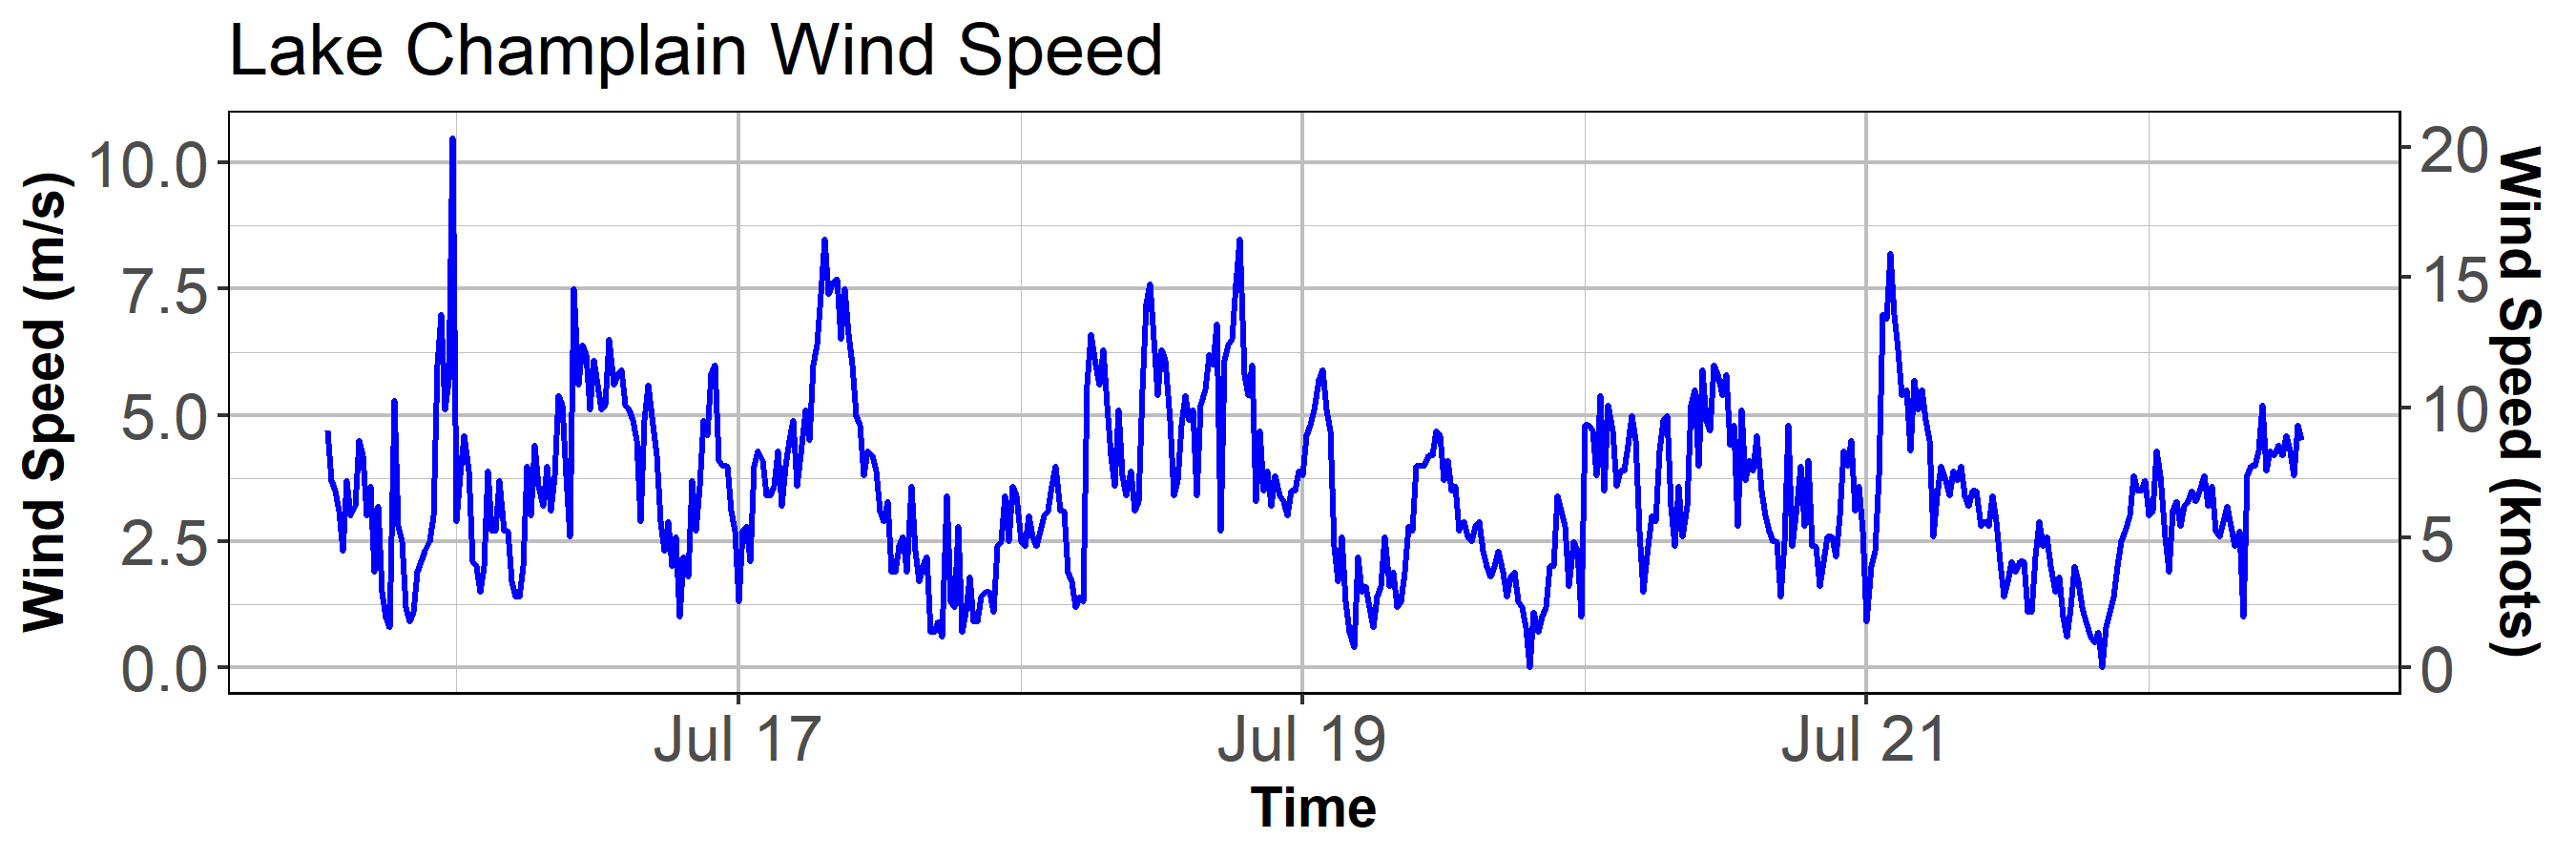 Lake Champlain Wind Speed
Wind Speed (m/s)
10.0
7.5
5.0
2.5
0.0
20
15
10
5
0
Wind Speed (knots)
Jul 17
Jul 19
Jul 21
Time